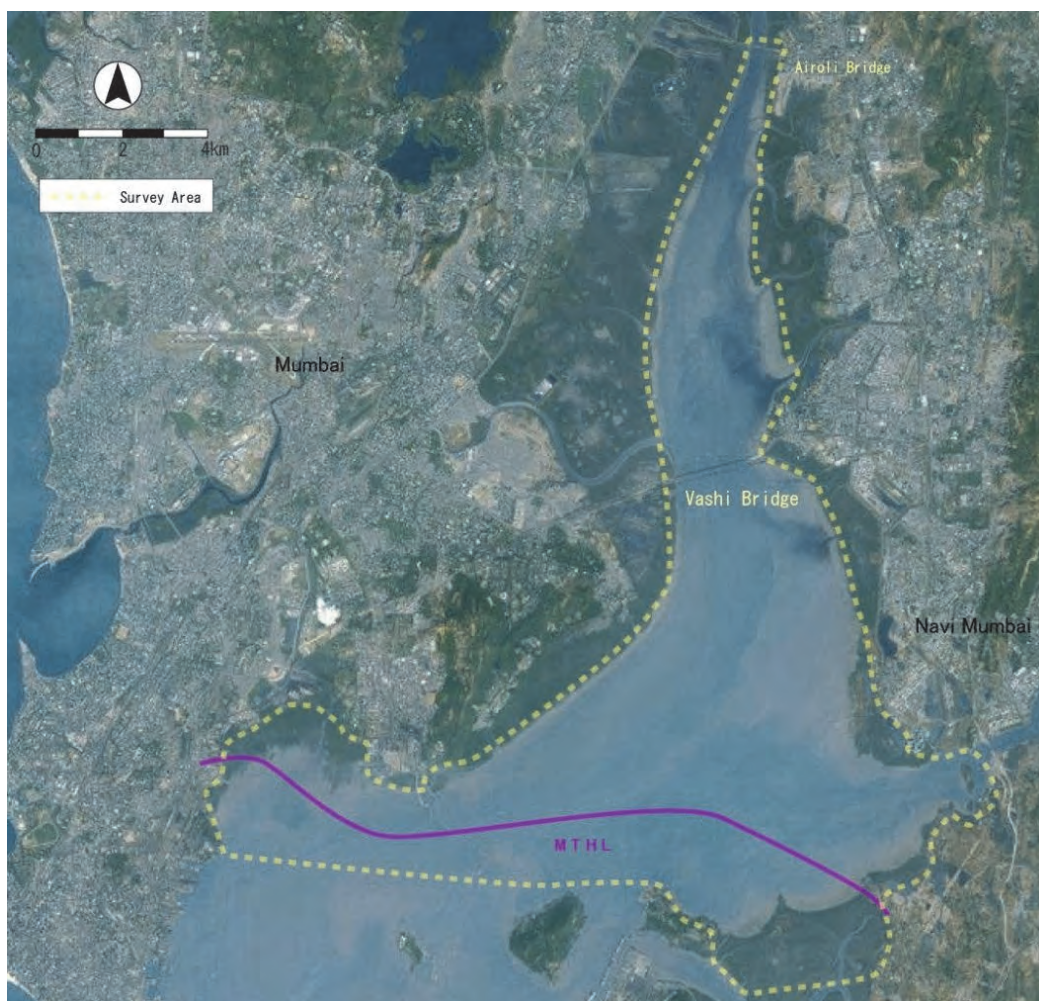 Airoli Bridge
0 2 4km
Survey Area
Mumbai
Vashi Bridge
Navi Mumbai
MTHL